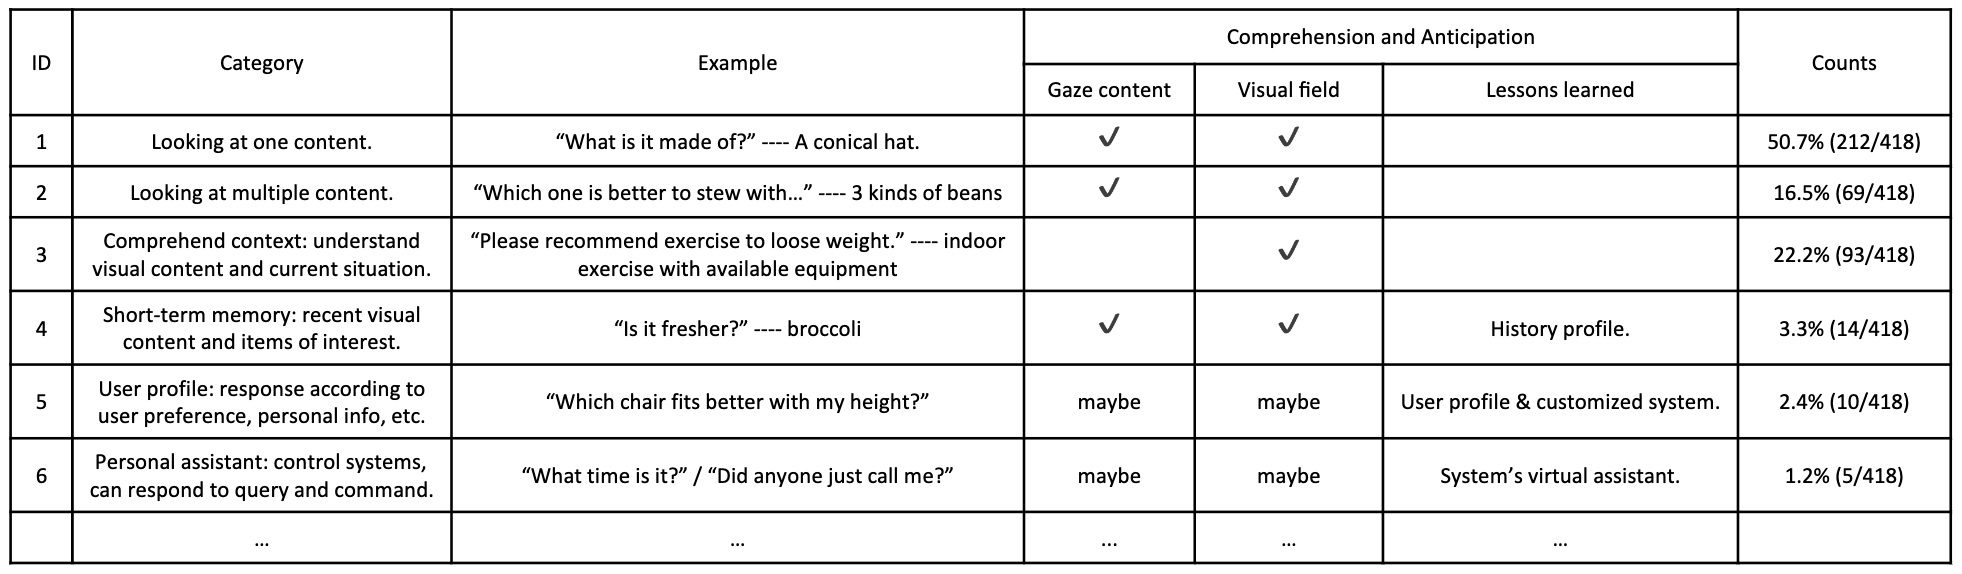 ID
Category
Example
Comprehension and Anticipation
Counts
Gaze content
Visual field
Lessons learned
1
Looking at one content.
“What is it made of?” ---- A conical hat.
✓
✓
50.7% (212/418)
2
Looking at multiple content.
“Which one is better to stew with...” ---- 3 kinds of beans
✓
✓
16.5% (69/418)
3
Comprehend context: understand
visual content and current situation.
“Please recommend exercise to loose weight.” ---- indoor
exercise with available equipment
✓
22.2% (93/418)
4
Short-term memory: recent visual
content and items of interest.
“Is it fresher?” ---- broccoli
✓
✓
History profile.
3.3% (14/418)
5
User profile: response according to
user preference, personal info, etc.
“Which chair fits better with my height?”
maybe
maybe
User profile & customized system.
2.4% (10/418)
6
Personal assistant: control systems,
can respond to query and command.
“What time is it?” / “Did anyone just call me?”
maybe
maybe
System’s virtual assistant.
1.2% (5/418)
...
...
...
...
...